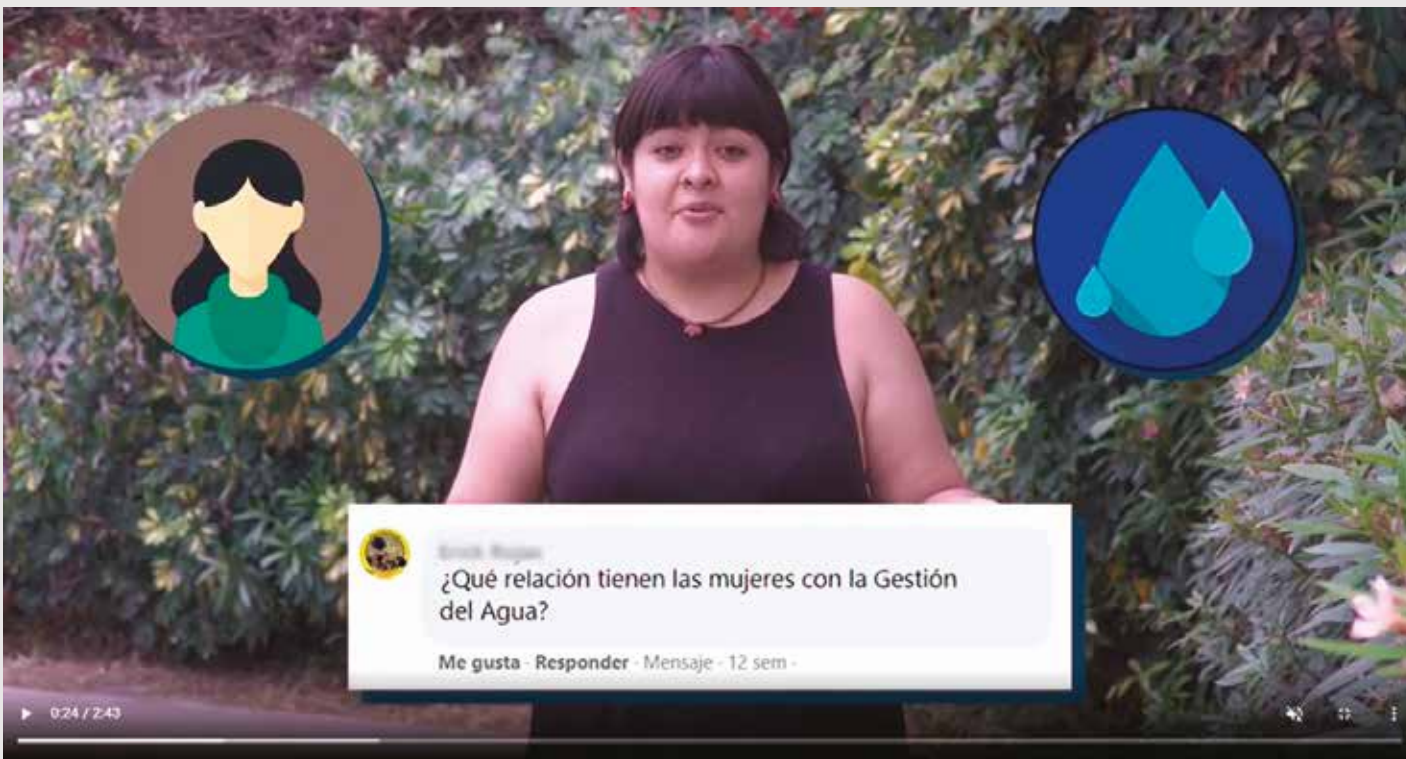 ¿Qué relación tienen las mujeres con la Gestión
del Agua?
Me gusta · Responder · Mensaje · 12 sem ·
0:24 / 2:43